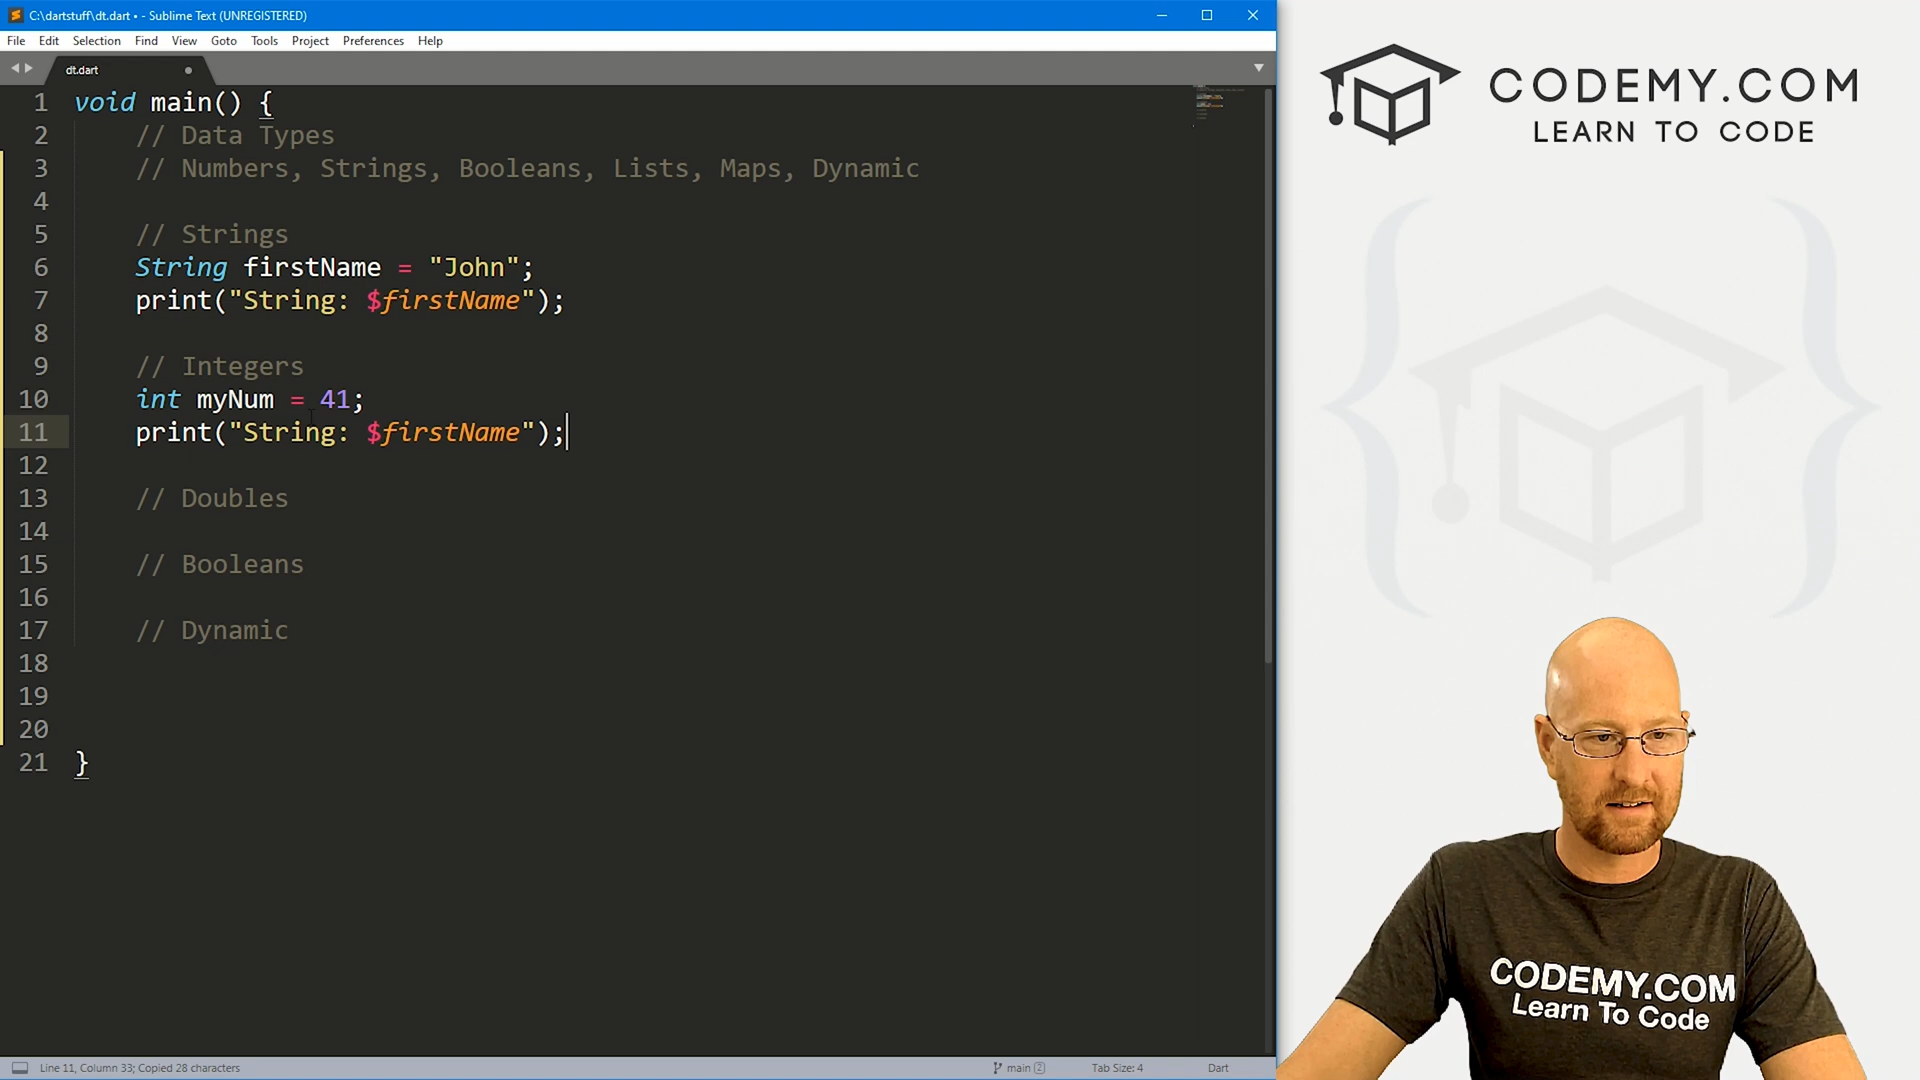 C:\dartstuff\dt.dart • - Sublime Text (UNREGISTERED)
File Edit Selection Find View Goto Tools Project Preferences Help
dt.dart
1 void main() {
2 // Data Types
3 // Numbers, Strings, Booleans, Lists, Maps, Dynamic
4
5 // Strings
6 String firstName = "John";
7 print("String: $firstName");
8
9 // Integers
10 int myNum = 41;
11 print("String: $firstName");
12
13 // Doubles
14
15 // Booleans
16
17 // Dynamic
18
19
20
21 }
Line 11, Column 33; Copied 28 characters
main 2
Tab Size: 4
Dart
CODEMY.COM
LEARN TO CODE
CODEMY.COM
Learn To Code